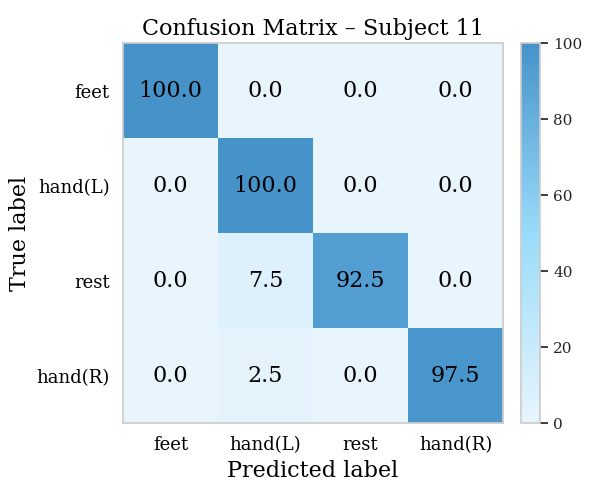 Confusion Matrix – Subject 11
True label
feet 100.0 0.0 0.0 0.0
hand(L) 0.0 100.0 0.0 0.0
rest 0.0 7.5 92.5 0.0
hand(R) 0.0 2.5 0.0 97.5
feet hand(L) rest hand(R)
Predicted label
100
80
60
40
20
0